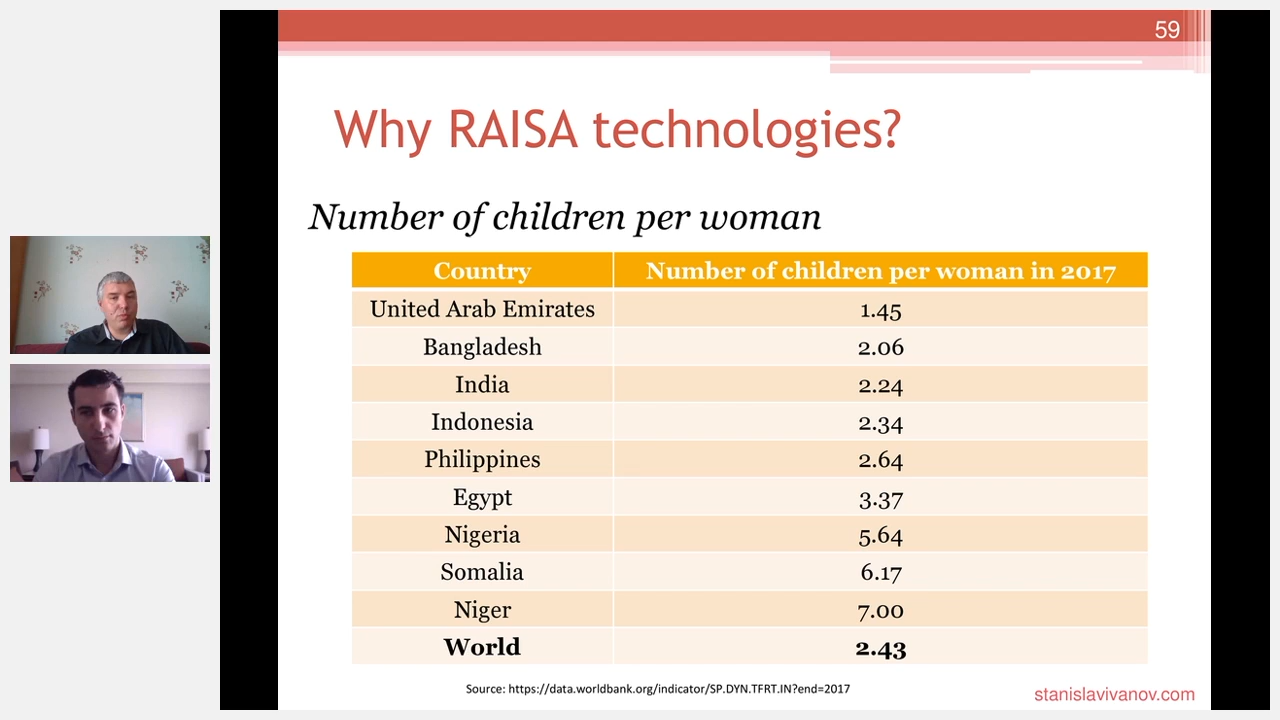 59
Why RAISA technologies?
Number of children per woman
Country Number of children per woman in 2017
United Arab Emirates 1.45
Bangladesh 2.06
India 2.24
Indonesia 2.34
Philippines 2.64
Egypt 3.37
Nigeria 5.64
Somalia 6.17
Niger 7.00
World 2.43
Source: https://data.worldbank.org/indicator/SP.DYN.TFRT.IN?end=2017
stanislavivanov.com